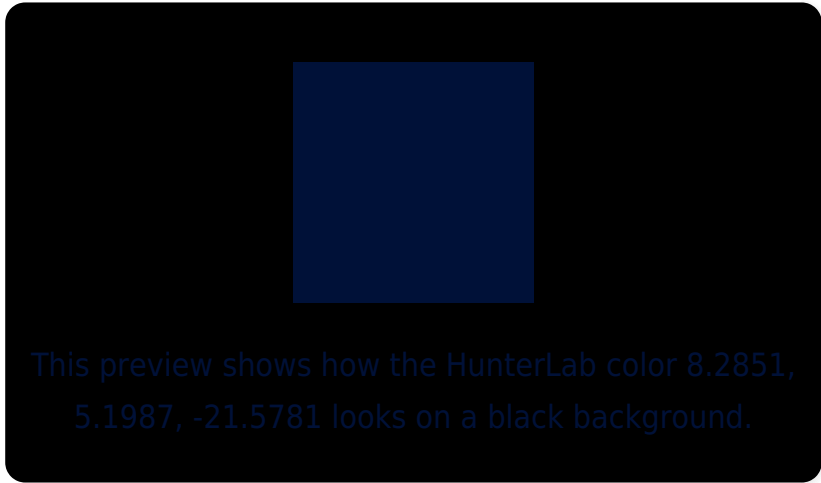 This preview shows how the HunterLab color 8.2851,
5.1987, -21.5781 looks on a black background.